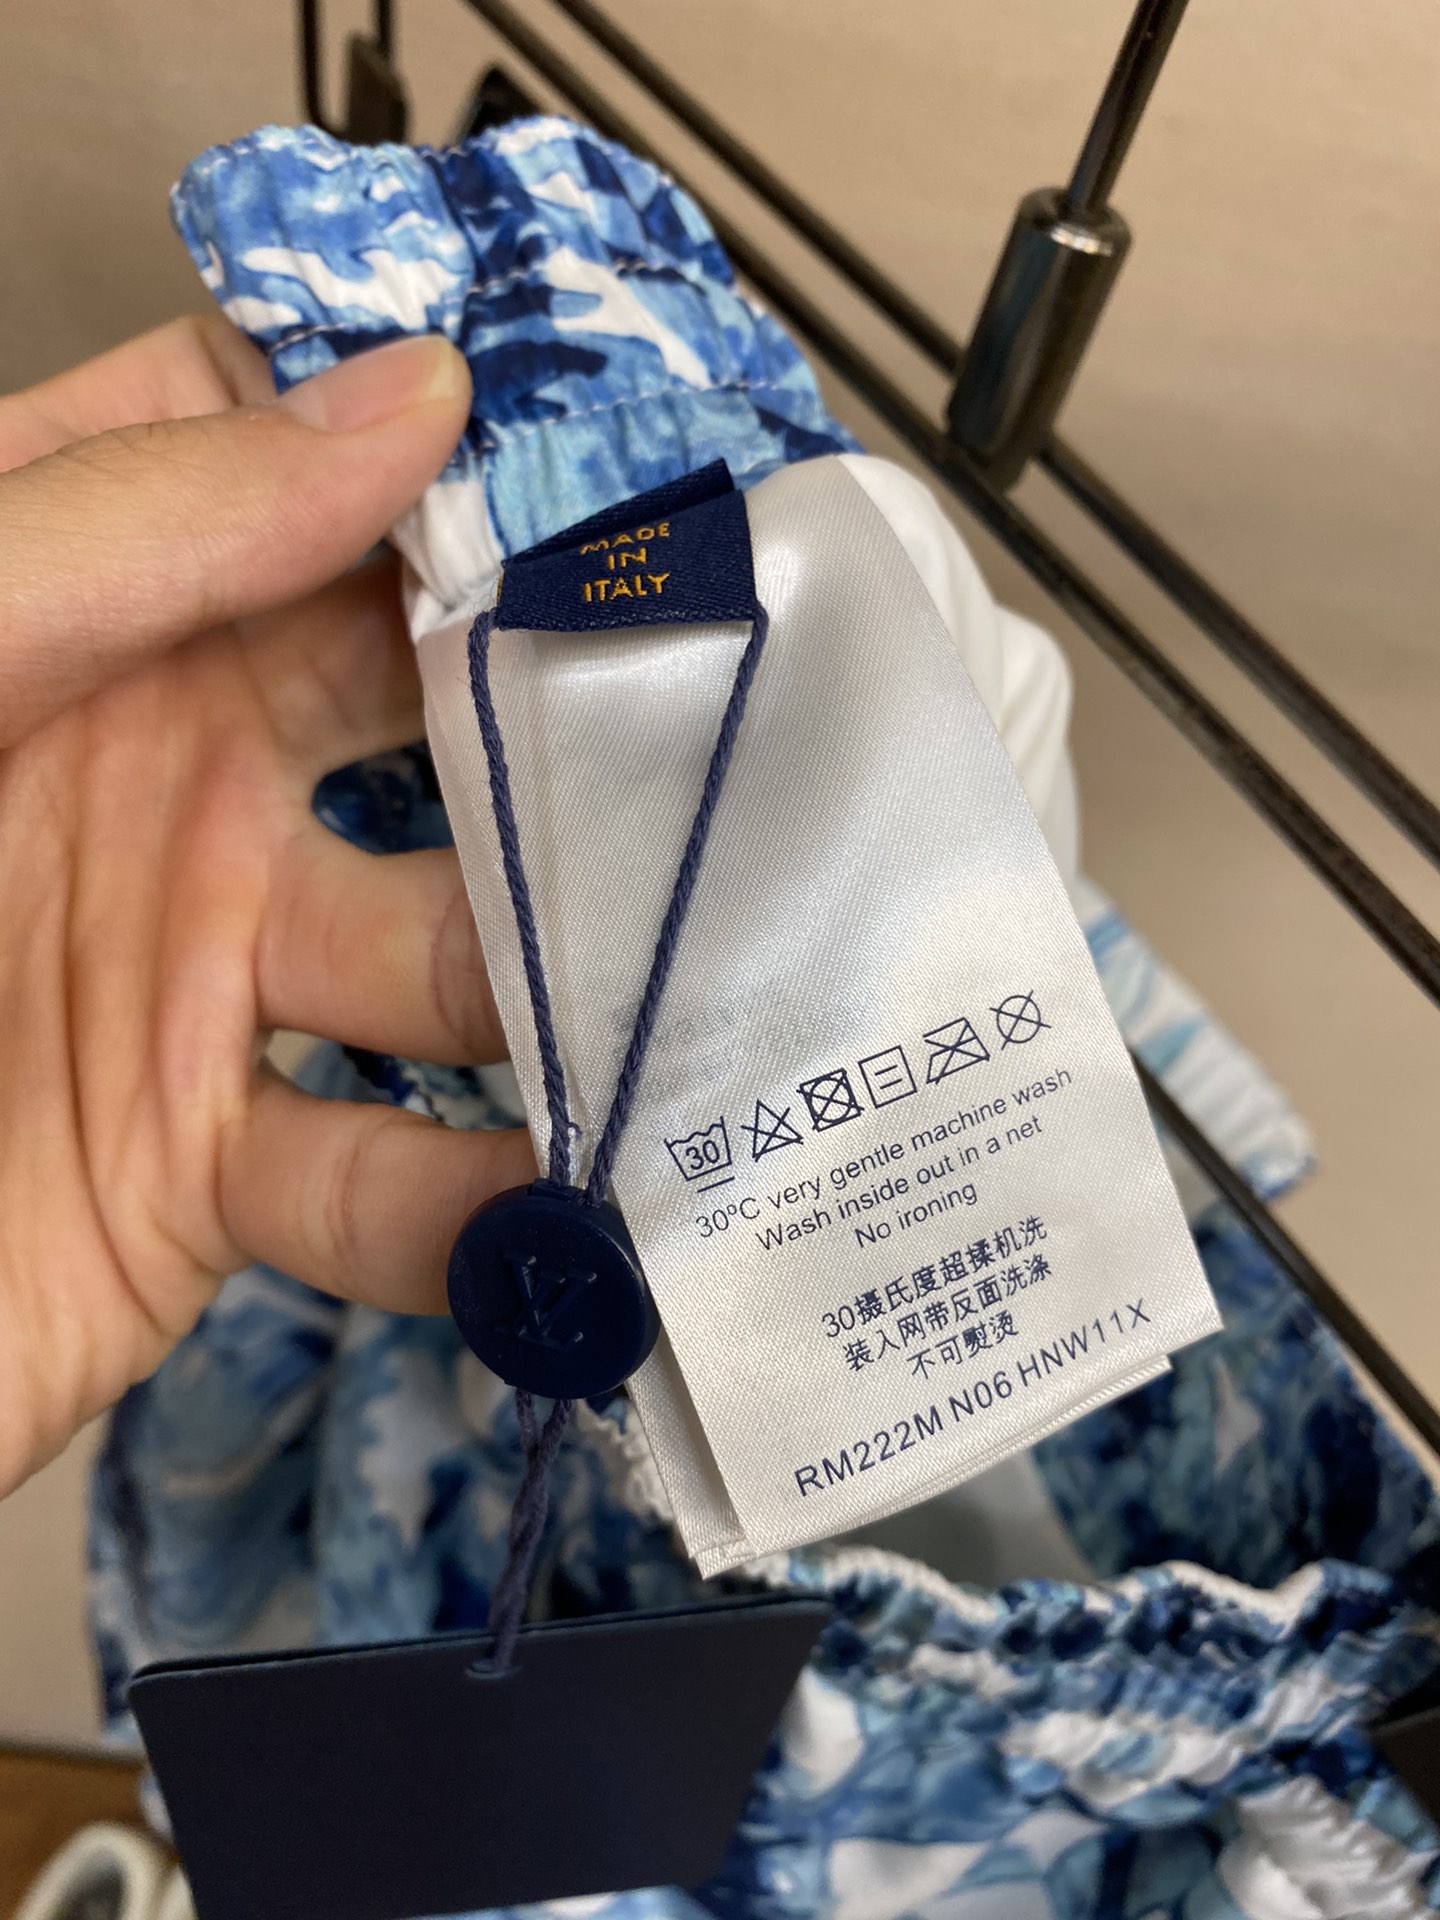 MADE
IN
ITALY
30
30ºC very gentle machine wash
Wash inside out in a net
No ironing
30摄氏度超揉机洗
装入网带反面洗涤
不可熨烫
RM222M N06 HNW11X
LV